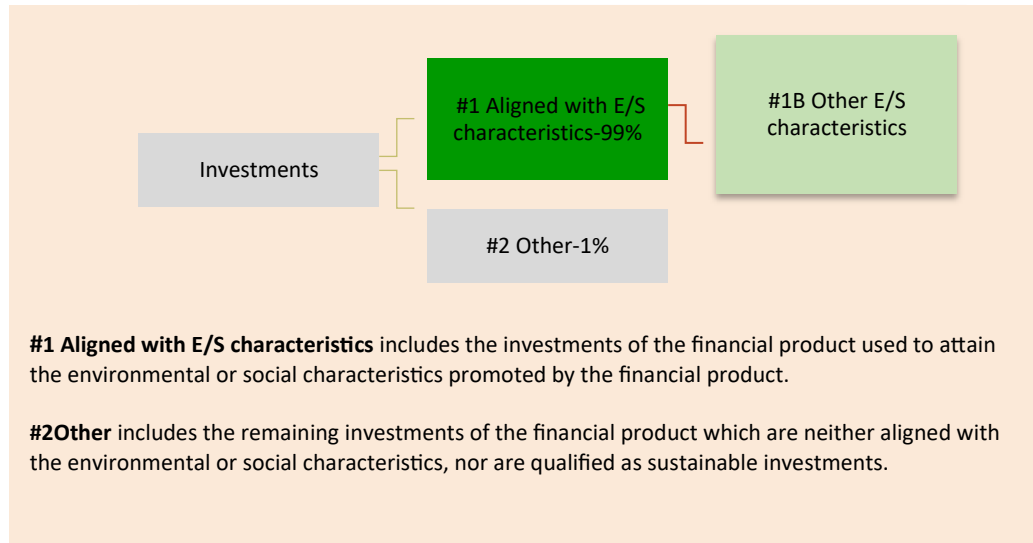 #1 Aligned with E/S
characteristics-99%
#1B Other E/S
characteristics
Investments
#2 Other-1%
#1 Aligned with E/S characteristics includes the investments of the financial product used to attain
the environmental or social characteristics promoted by the financial product.
#2Other includes the remaining investments of the financial product which are neither aligned with
the environmental or social characteristics, nor are qualified as sustainable investments.